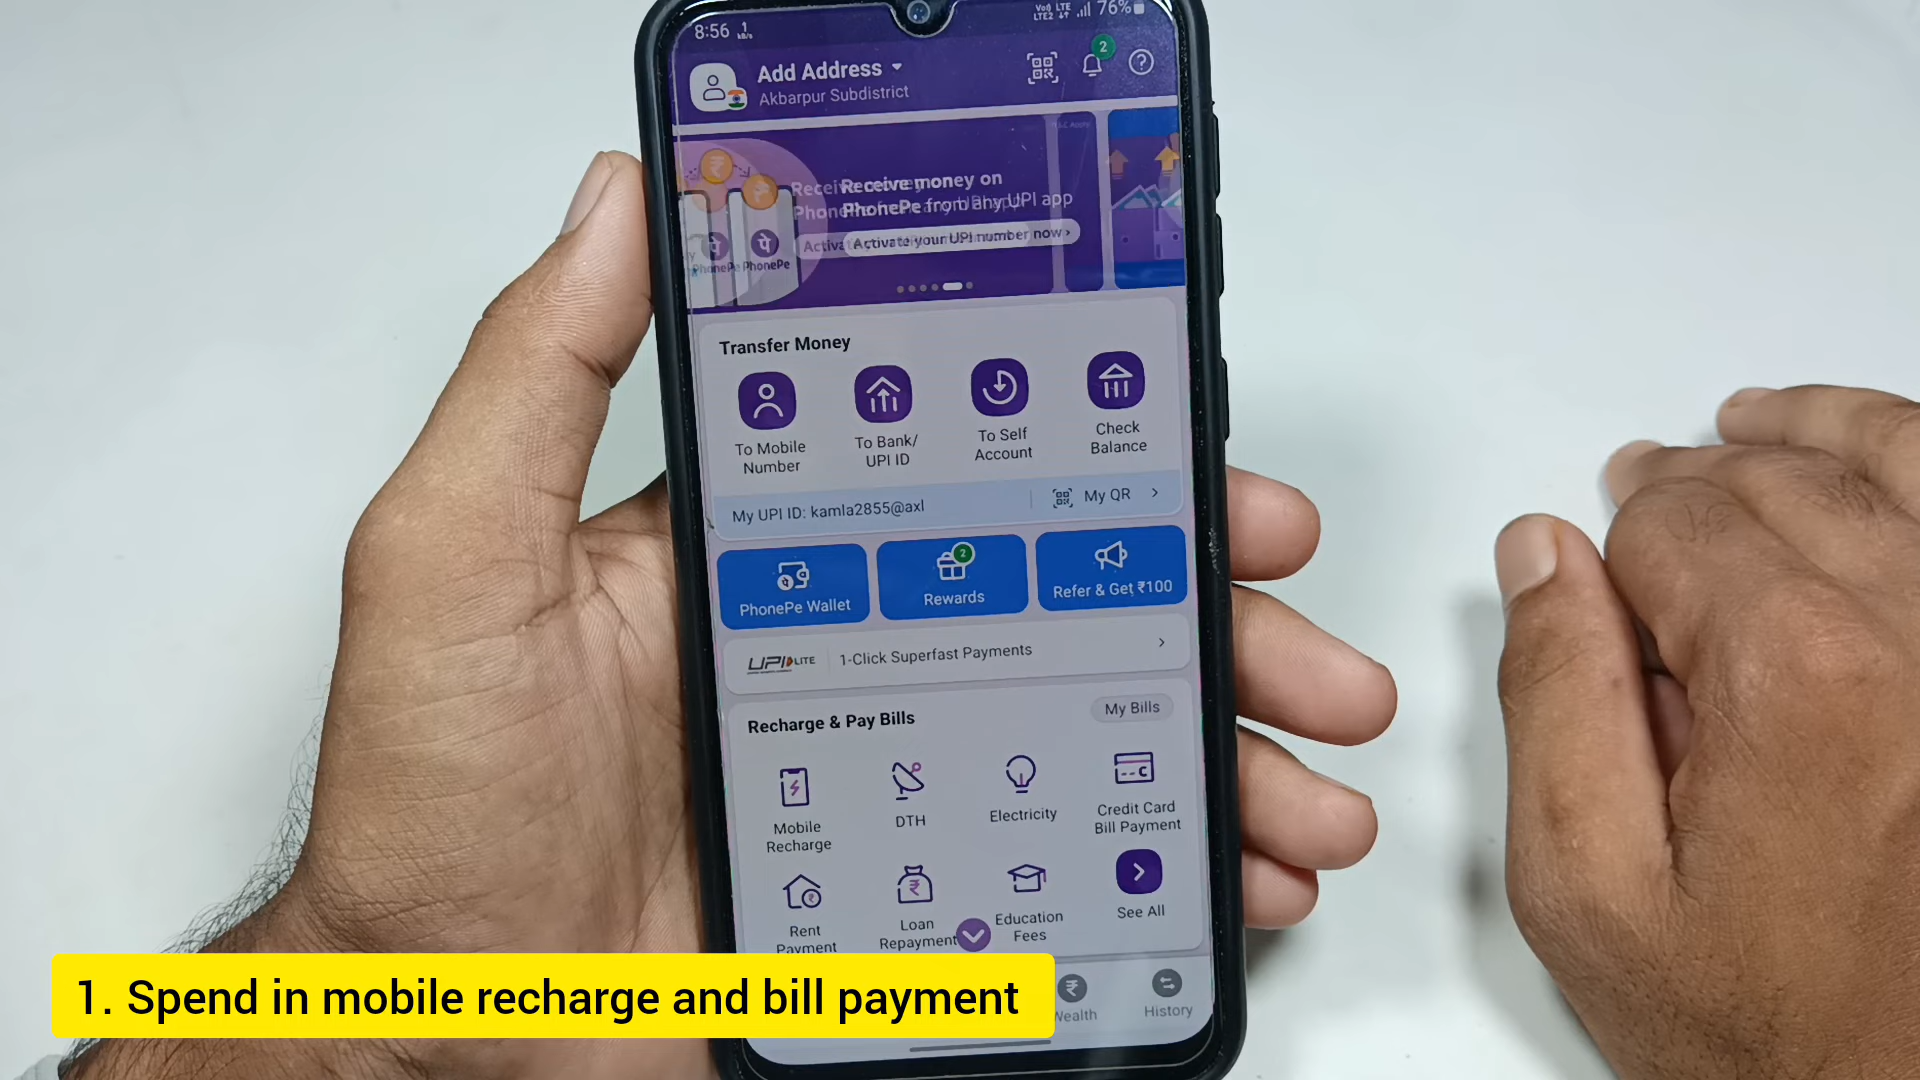 8:56
76%
Add Address
Akbarpur Subdistrict
2
Receive money on
PhonePe from any UPI app
Activate your UPI number now ›
PhonePe
Transfer Money
To Mobile
Number
To Bank/
UPI ID
To Self
Account
Check
Balance
My UPI ID: kamla2855@axl
My QR
PhonePe Wallet
2
Rewards
Refer & Get ₹100
UPI LITE
1-Click Superfast Payments
Recharge & Pay Bills
My Bills
Mobile
Recharge
DTH
Electricity
Credit Card
Bill Payment
Rent
Payment
Loan
Repayment
Education
Fees
See All
Wealth
History
1. Spend in mobile recharge and bill payment